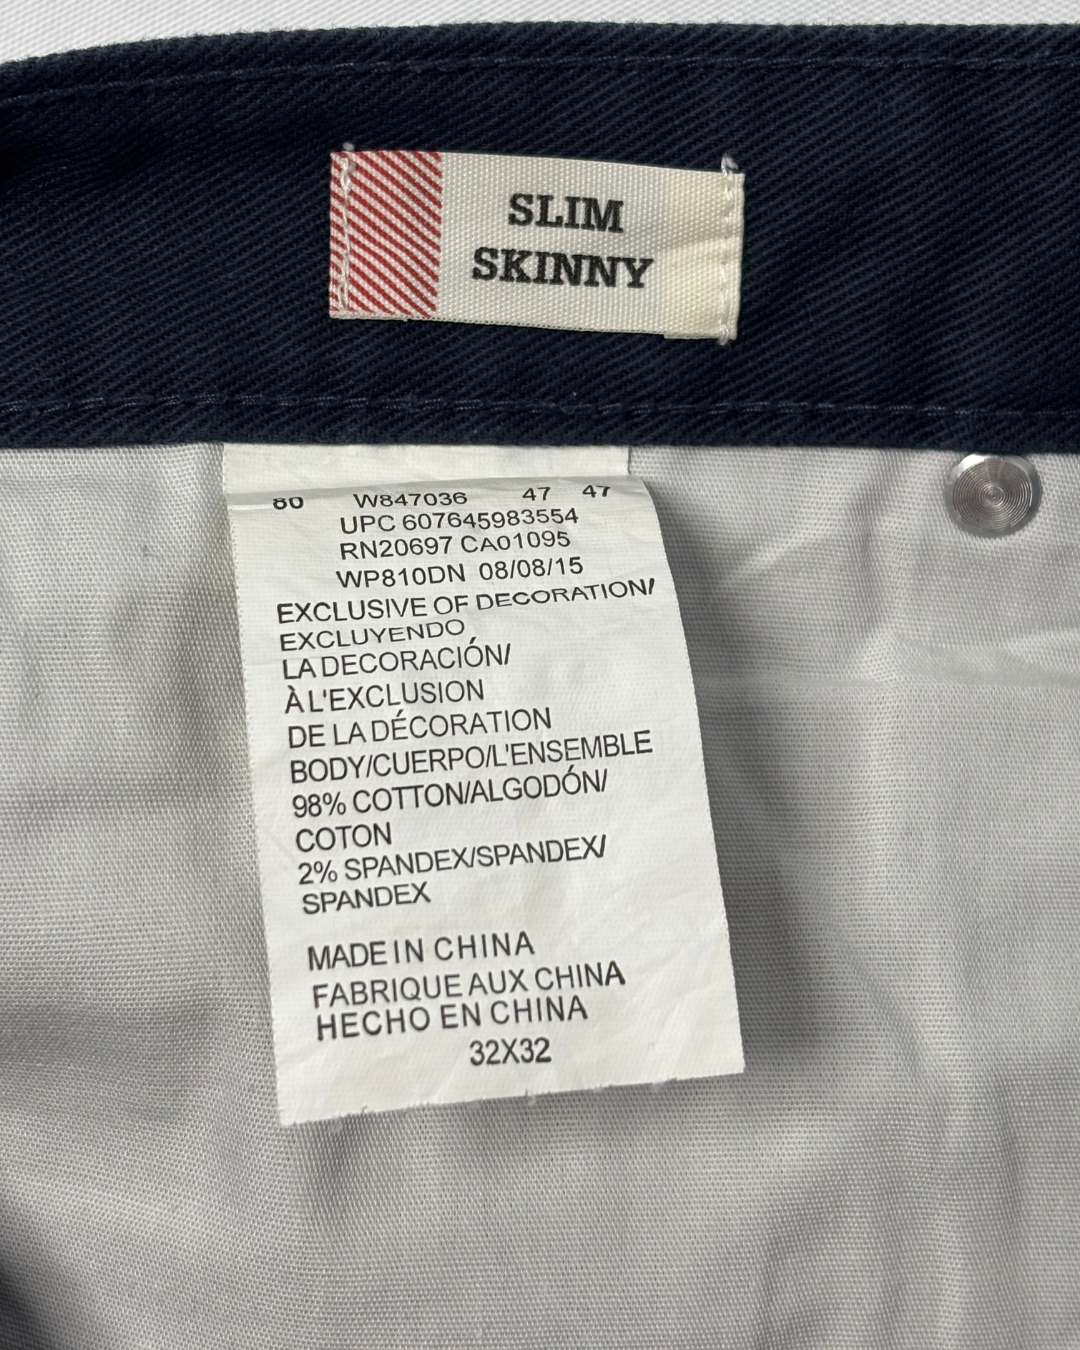 SLIM
SKINNY
80 W847036 47 47
UPC 607645983554
RN20697 CA01095
WP810DN 08/08/15
EXCLUSIVE OF DECORATION/
EXCLUYENDO
LA DECORACIÓN/
À L'EXCLUSION
DE LA DÉCORATION
BODY/CUERPO/L'ENSEMBLE
98% COTTON/ALGODÓN/
COTON
2% SPANDEX/SPANDEX/
SPANDEX
MADE IN CHINA
FABRIQUE AUX CHINA
HECHO EN CHINA
32X32